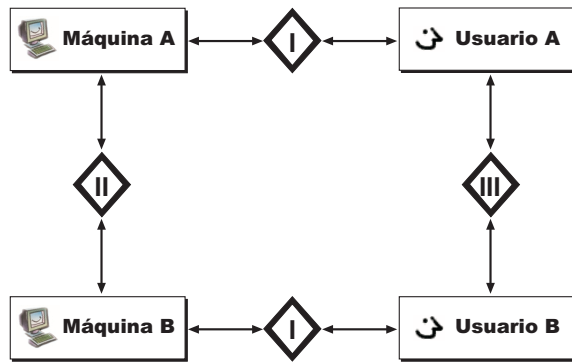 Máquina A
I
Usuario A
II
III
Máquina B
I
Usuario B